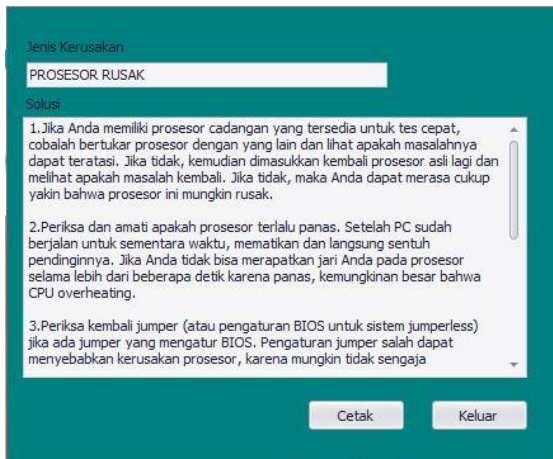 Jenis Kerusakan
PROSESOR RUSAK
Solusi
1.Jika Anda memiliki prosesor cadangan yang tersedia untuk tes cepat,
cobalah bertukar prosesor dengan yang lain dan lihat apakah masalahnya
dapat teratasi. Jika tidak, kemudian dimasukkan kembali prosesor asli lagi dan
melihat apakah masalah kembali. Jika tidak, maka Anda dapat merasa cukup
yakin bahwa prosesor ini mungkin rusak.
2.Periksa dan amati apakah prosesor terlalu panas. Setelah PC sudah
berjalan untuk sementara waktu, mematikan dan langsung sentuh
pendinginnya. Jika Anda tidak bisa merapatkan jari Anda pada prosesor
selama lebih dari beberapa detik karena panas, kemungkinan besar bahwa
CPU overheating.
3.Periksa kembali jumper (atau pengaturan BIOS untuk sistem jumperless)
jika ada jumper yang mengatur BIOS. Pengaturan jumper salah dapat
menyebabkan kerusakan prosesor, karena mungkin tidak sengaja
Cetak
Keluar